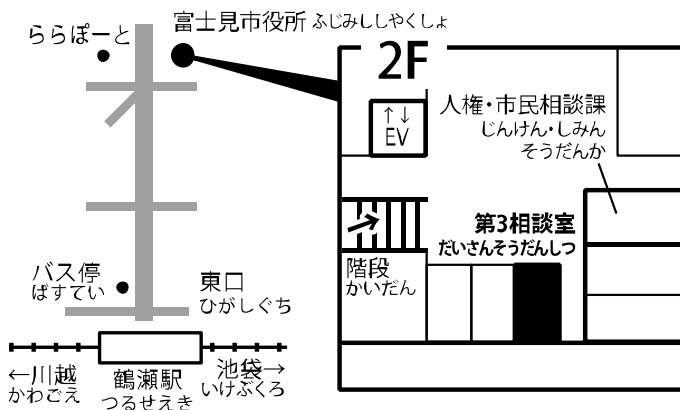 ららぽーと
富士見市役所 ふじみししやくしょ
バス停
ばすてい
東口
ひがしぐち
←川越
かわごえ
鶴瀬駅
つるせえき
池袋→
いけぶくろ
2F
↑↓
EV
人権・市民相談課
じんけん・しみん
そうだんか
第3相談室
だいさんそうだんしつ
階段
かいだん